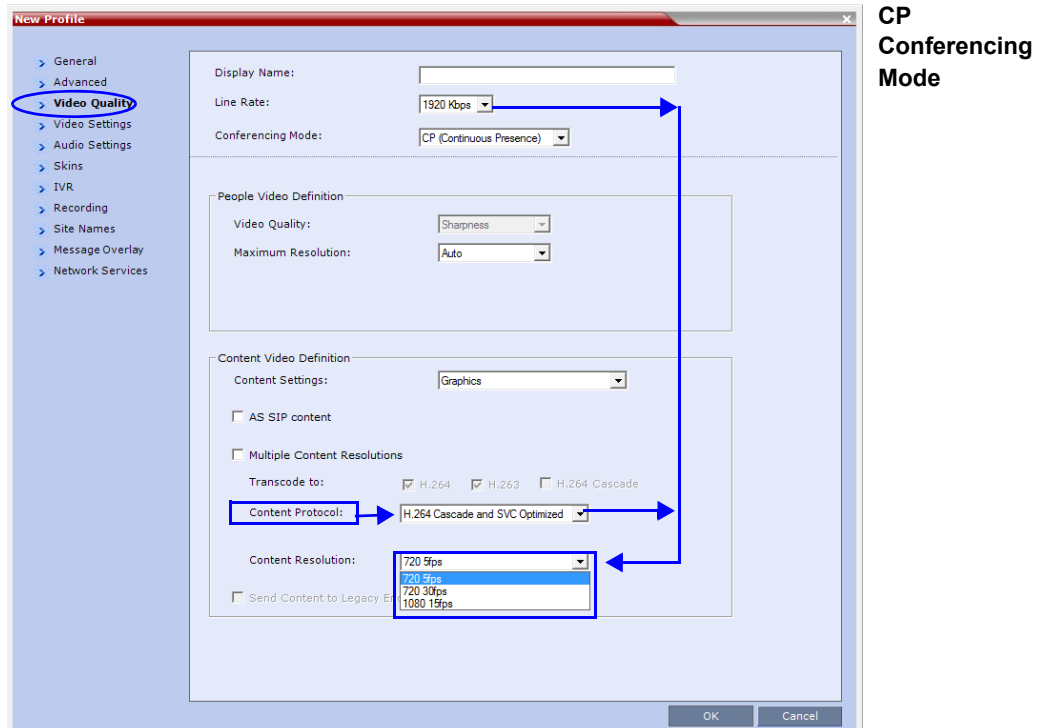 New Profile
CP
Conferencing
Mode
General
Advanced
Video Quality
Video Settings
Audio Settings
Skins
IVR
Recording
Site Names
Message Overlay
Network Services
Display Name:
Line Rate: 1920 Kbps
Conferencing Mode: CP (Continuous Presence)
People Video Definition
Video Quality: Sharpness
Maximum Resolution: Auto
Content Video Definition
Content Settings: Graphics
AS SIP content
Multiple Content Resolutions
Transcode to: H.264 H.263 H.264 Cascade
Content Protocol: H.264 Cascade and SVC Optimized
Content Resolution: 720 5fps
720 5fps
720 30fps
1080 15fps
Send Content to Legacy
OK Cancel